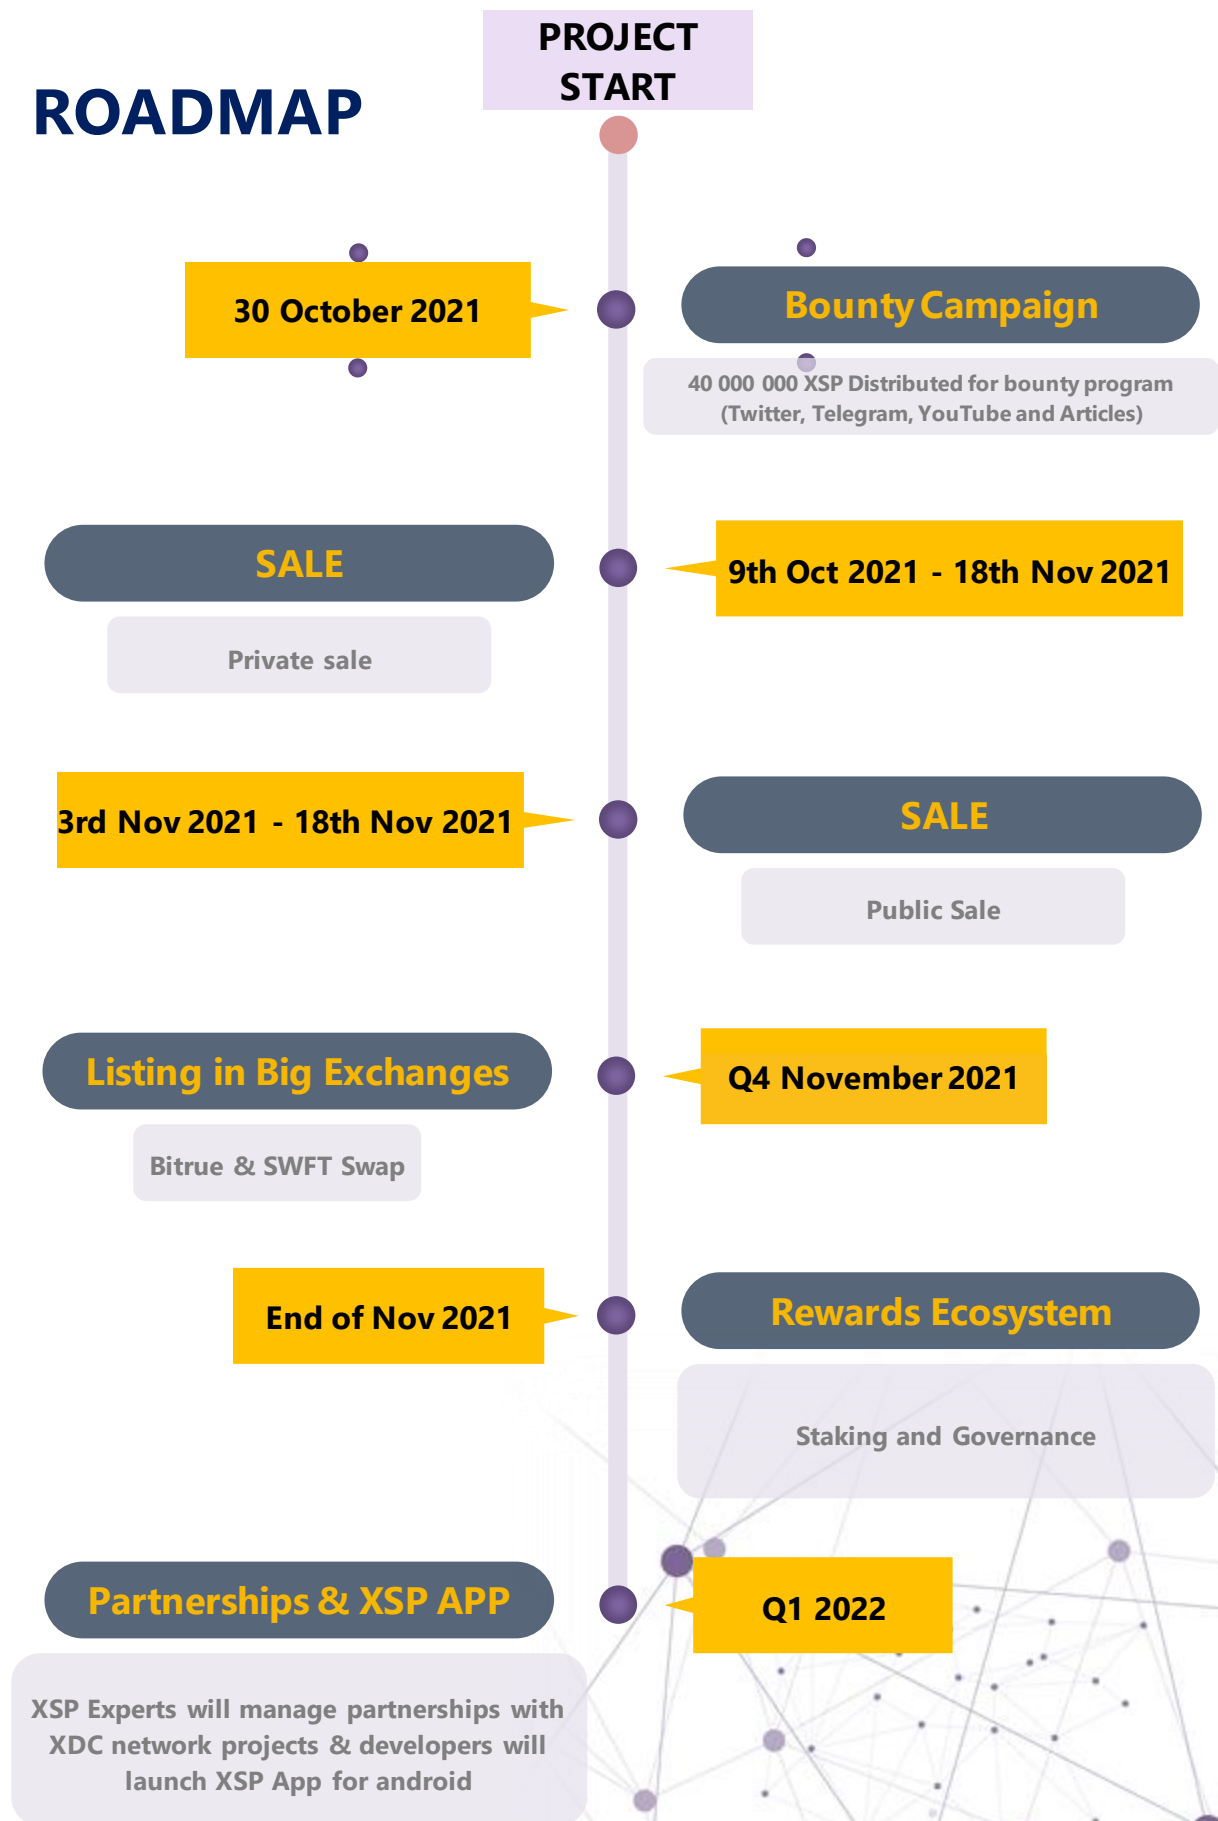 PROJECT
START
ROADMAP
30 October 2021
Bounty Campaign
40 000 000 XSP Distributed for bounty program
(Twitter, Telegram, YouTube and Articles)
SALE
9th Oct 2021 - 18th Nov 2021
Private sale
3rd Nov 2021 - 18th Nov 2021
SALE
Public Sale
Listing in Big Exchanges
Q4 November 2021
Bitrue & SWFT Swap
End of Nov 2021
Rewards Ecosystem
Staking and Governance
Partnerships & XSP APP
Q1 2022
XSP Experts will manage partnerships with
XDC network projects & developers will
launch XSP App for android